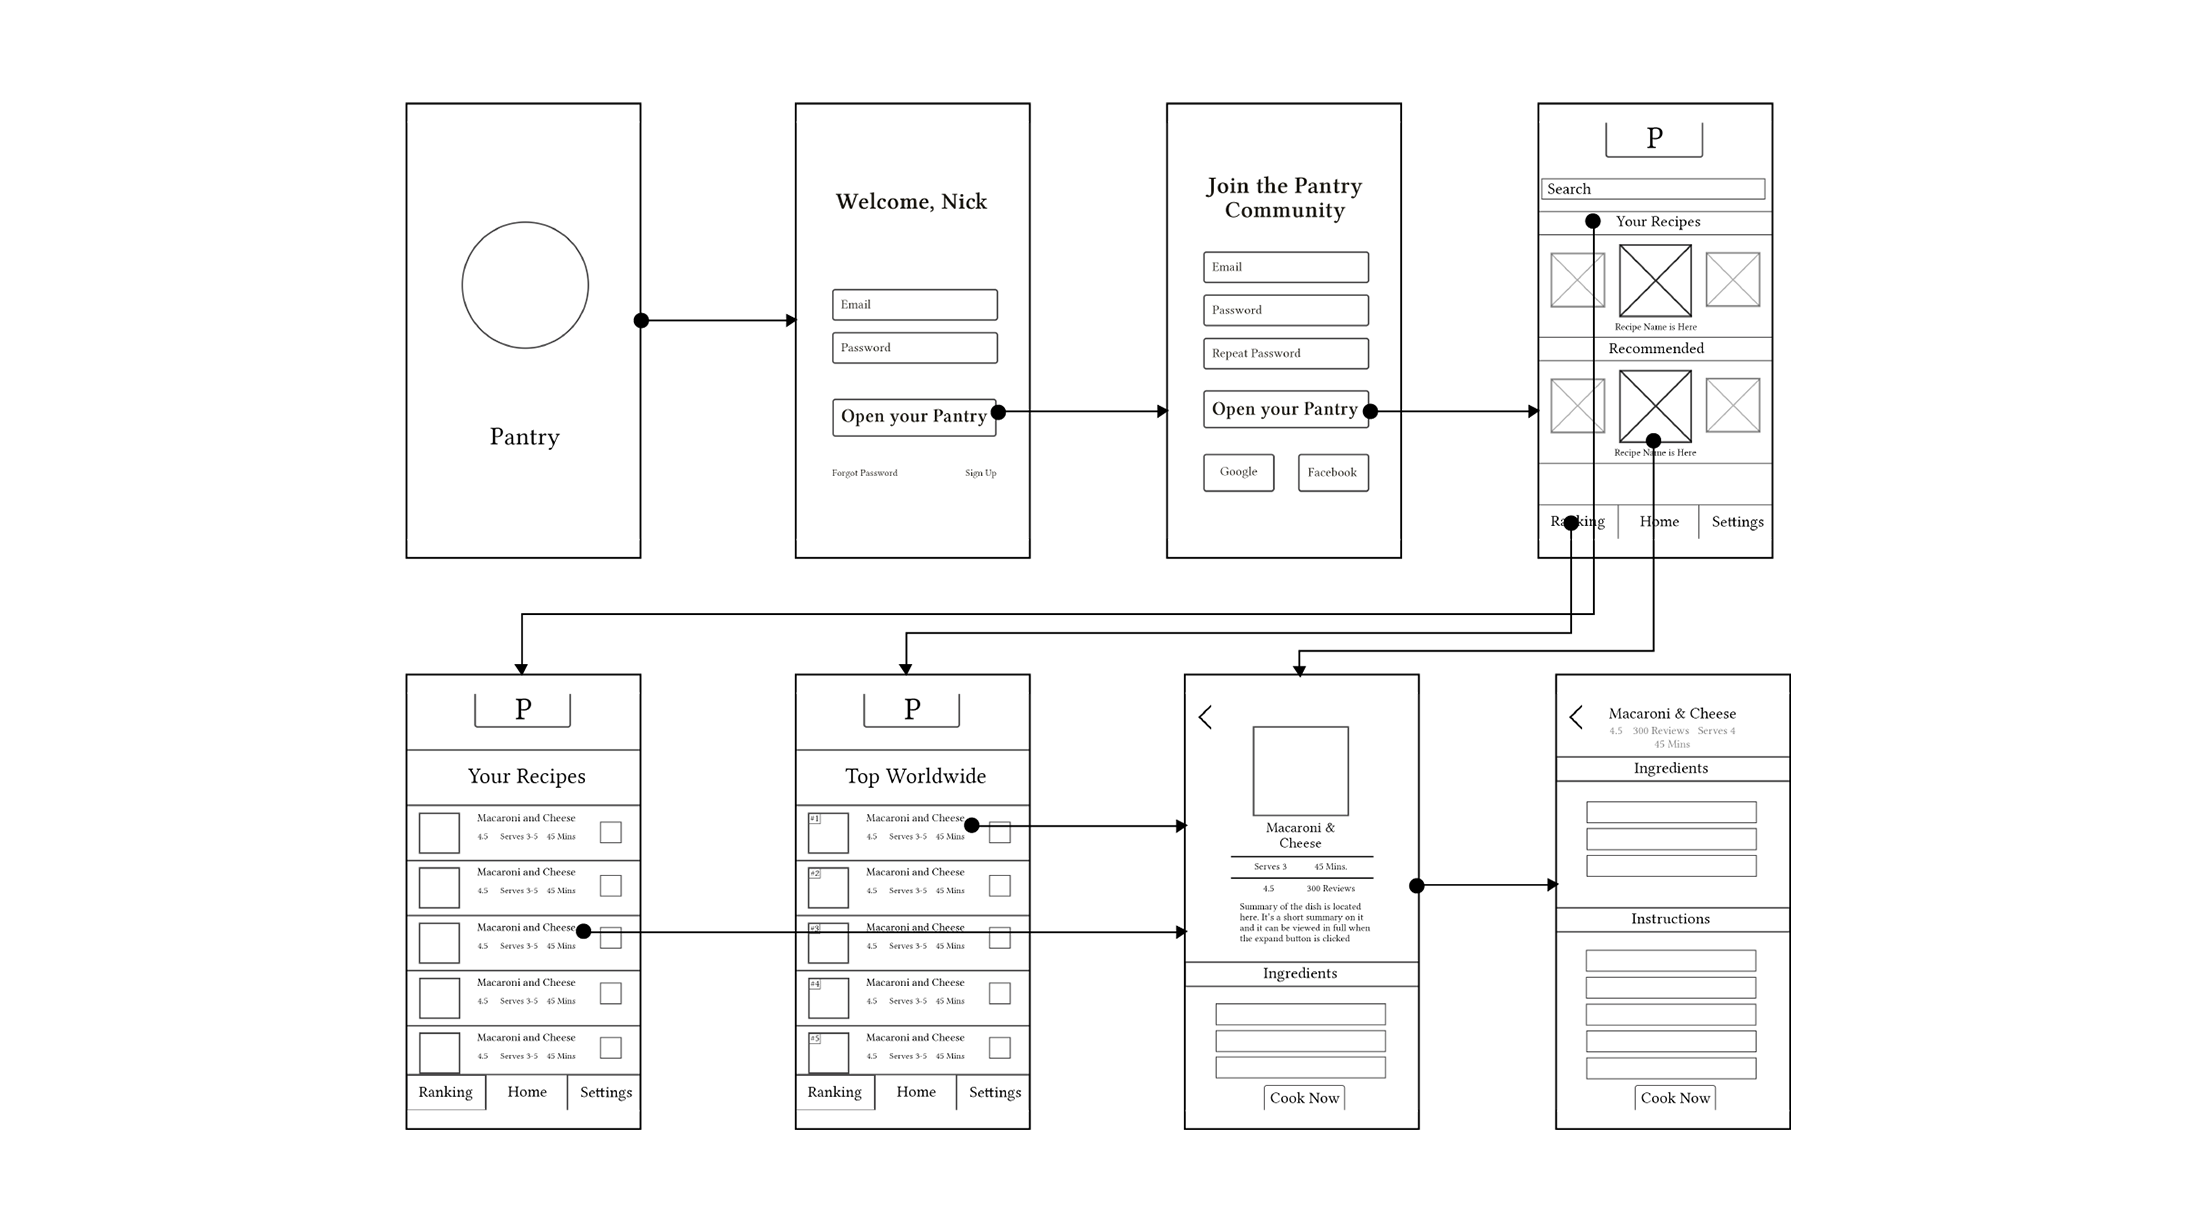 Pantry
Welcome, Nick
Email
Password
Open your Pantry
Forgot Password Sign Up
Join the Pantry
Community
Email
Password
Repeat Password
Open your Pantry
Google Facebook
P
Search
Your Recipes
Recipe Name is Here
Recommended
Recipe Name is Here
Ranking Home Settings
P
Your Recipes
Macaroni and Cheese
4.5 Serves 3-5 45 Mins
Macaroni and Cheese
4.5 Serves 3-5 45 Mins
Macaroni and Cheese
4.5 Serves 3-5 45 Mins
Macaroni and Cheese
4.5 Serves 3-5 45 Mins
Macaroni and Cheese
4.5 Serves 3-5 45 Mins
Ranking Home Settings
P
Top Worldwide
#1 Macaroni and Cheese
4.5 Serves 3-5 45 Mins
#2 Macaroni and Cheese
4.5 Serves 3-5 45 Mins
#3 Macaroni and Cheese
4.5 Serves 3-5 45 Mins
#4 Macaroni and Cheese
4.5 Serves 3-5 45 Mins
#5 Macaroni and Cheese
4.5 Serves 3-5 45 Mins
Ranking Home Settings
Macaroni &
Cheese
Serves 3 45 Mins.
4.5 300 Reviews
Summary of the dish is located
here. It's a short summary on it
and it can be viewed in full when
the expand button is clicked
Ingredients
Cook Now
Macaroni & Cheese
4.5 300 Reviews Serves 4
45 Mins
Ingredients
Instructions
Cook Now